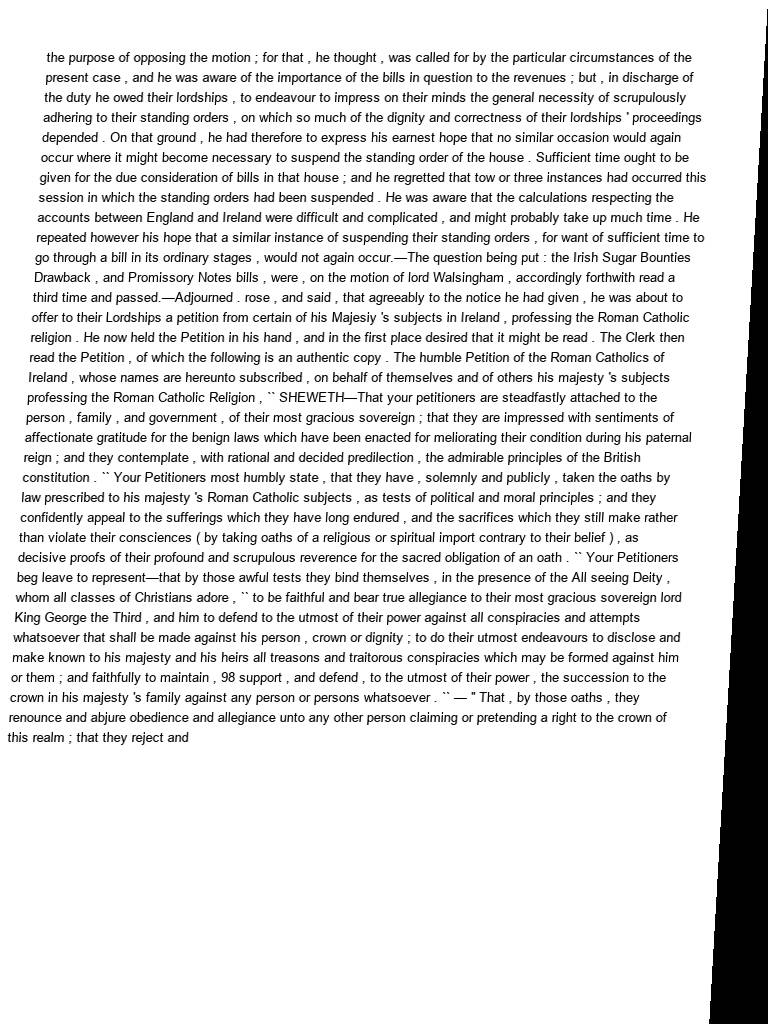 the purpose of opposing the motion ; for that , he thought , was called for by the particular circumstances of the
present case , and he was aware of the importance of the bills in question to the revenues ; but , in discharge of
the duty he owed their lordships , to endeavour to impress on their minds the general necessity of scrupulously
adhering to their standing orders , on which so much of the dignity and correctness of their lordships ' proceedings
depended . On that ground , he had therefore to express his earnest hope that no similar occasion would again
occur where it might become necessary to suspend the standing order of the house . Sufficient time ought to be
given for the due consideration of bills in that house ; and he regretted that tow or three instances had occurred this
session in which the standing orders had been suspended . He was aware that the calculations respecting the
accounts between England and Ireland were difficult and complicated , and might probably take up much time . He
repeated however his hope that a similar instance of suspending their standing orders , for want of sufficient time to
go through a bill in its ordinary stages , would not again occur.—The question being put : the Irish Sugar Bounties
Drawback , and Promissory Notes bills , were , on the motion of lord Walsingham , accordingly forthwith read a
third time and passed.—Adjourned . rose , and said , that agreeably to the notice he had given , he was about to
offer to their Lordships a petition from certain of his Majesiy 's subjects in Ireland , professing the Roman Catholic
religion . He now held the Petition in his hand , and in the first place desired that it might be read . The Clerk then
read the Petition , of which the following is an authentic copy . The humble Petition of the Roman Catholics of
Ireland , whose names are hereunto subscribed , on behalf of themselves and of others his majesty 's subjects
professing the Roman Catholic Religion , `` SHEWETH—That your petitioners are steadfastly attached to the
person , family , and government , of their most gracious sovereign ; that they are impressed with sentiments of
affectionate gratitude for the benign laws which have been enacted for meliorating their condition during his paternal
reign ; and they contemplate , with rational and decided predilection , the admirable principles of the British
constitution . `` Your Petitioners most humbly state , that they have , solemnly and publicly , taken the oaths by
law prescribed to his majesty 's Roman Catholic subjects , as tests of political and moral principles ; and they
confidently appeal to the sufferings which they have long endured , and the sacrifices which they still make rather
than violate their consciences ( by taking oaths of a religious or spiritual import contrary to their belief ) , as
decisive proofs of their profound and scrupulous reverence for the sacred obligation of an oath . `` Your Petitioners
beg leave to represent—that by those awful tests they bind themselves , in the presence of the All seeing Deity ,
whom all classes of Christians adore , `` to be faithful and bear true allegiance to their most gracious sovereign lord
King George the Third , and him to defend to the utmost of their power against all conspiracies and attempts
whatsoever that shall be made against his person , crown or dignity ; to do their utmost endeavours to disclose and
make known to his majesty and his heirs all treasons and traitorous conspiracies which may be formed against him
or them ; and faithfully to maintain , 98 support , and defend , to the utmost of their power , the succession to the
crown in his majesty 's family against any person or persons whatsoever . `` — " That , by those oaths , they
renounce and abjure obedience and allegiance unto any other person claiming or pretending a right to the crown of
this realm ; that they reject and